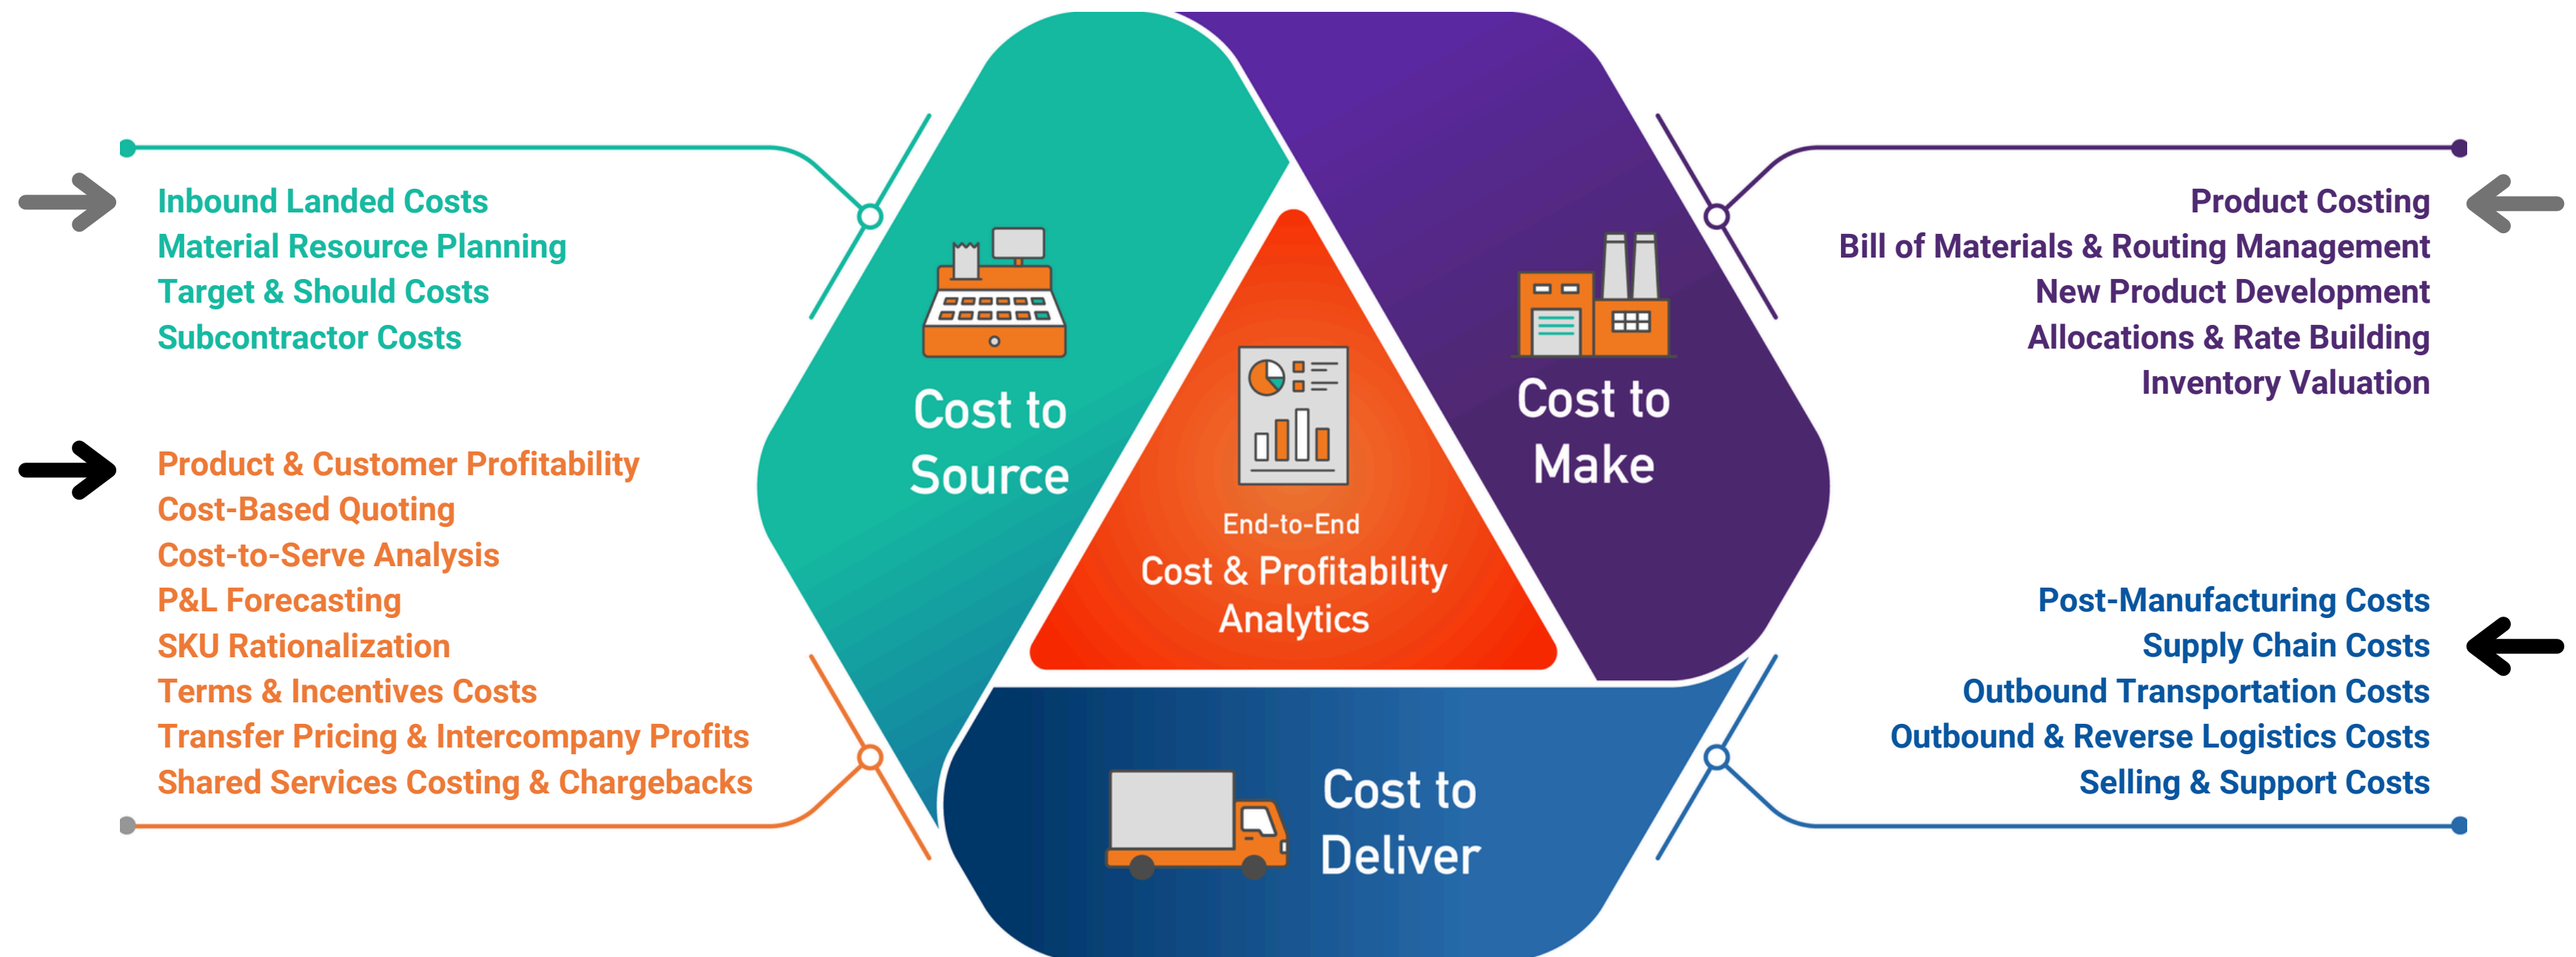 Inbound Landed Costs
Material Resource Planning
Target & Should Costs
Subcontractor Costs
Product & Customer Profitability
Cost-Based Quoting
Cost-to-Serve Analysis
P&L Forecasting
SKU Rationalization
Terms & Incentives Costs
Transfer Pricing & Intercompany Profits
Shared Services Costing & Chargebacks
Cost to
Source
End-to-End
Cost & Profitability
Analytics
Cost to
Make
Cost to
Deliver
Product Costing
Bill of Materials & Routing Management
New Product Development
Allocations & Rate Building
Inventory Valuation
Post-Manufacturing Costs
Supply Chain Costs
Outbound Transportation Costs
Outbound & Reverse Logistics Costs
Selling & Support Costs